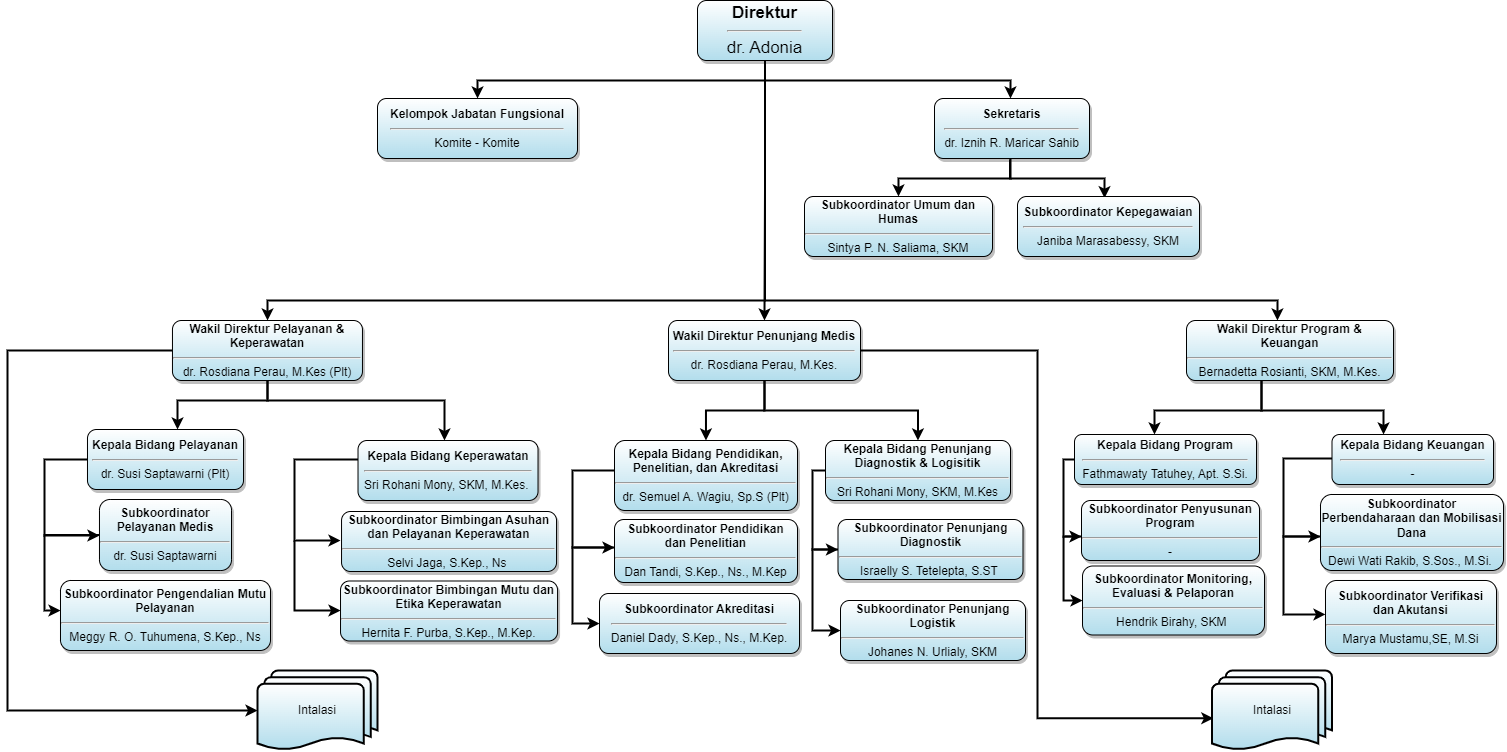 Direktur
dr. Adonia
Kelompok Jabatan Fungsional
Komite - Komite
Sekretaris
dr. Iznih R. Maricar Sahib
Subkoordinator Umum dan
Humas
Sintya P. N. Saliama, SKM
Subkoordinator Kepegawaian
Janiba Marasabessy, SKM
Wakil Direktur Pelayanan &
Keperawatan
dr. Rosdiana Perau, M.Kes (Plt)
Wakil Direktur Penunjang Medis
dr. Rosdiana Perau, M.Kes.
Wakil Direktur Program &
Keuangan
Bernadetta Rosianti, SKM, M.Kes.
Kepala Bidang Pelayanan
dr. Susi Saptawarni (Plt)
Subkoordinator
Pelayanan Medis
dr. Susi Saptawarni
Subkoordinator Pengendalian Mutu
Pelayanan
Meggy R. O. Tuhumena, S.Kep., Ns
Kepala Bidang Keperawatan
Sri Rohani Mony, SKM, M.Kes.
Subkoordinator Bimbingan Asuhan
dan Pelayanan Keperawatan
Selvi Jaga, S.Kep., Ns
Subkoordinator Bimbingan Mutu dan
Etika Keperawatan
Hernita F. Purba, S.Kep., M.Kep.
Kepala Bidang Pendidikan,
Penelitian, dan Akreditasi
dr. Semuel A. Wagiu, Sp.S (Plt)
Subkoordinator Pendidikan
dan Penelitian
Dan Tandi, S.Kep., Ns., M.Kep
Subkoordinator Akreditasi
Daniel Dady, S.Kep., Ns., M.Kep.
Kepala Bidang Penunjang
Diagnostik & Logisitik
Sri Rohani Mony, SKM, M.Kes
Subkoordinator Penunjang
Diagnostik
Israelly S. Tetelepta, S.ST
Subkoordinator Penunjang
Logistik
Johanes N. Urlialy, SKM
Kepala Bidang Program
Fathmawaty Tatuhey, Apt. S.Si.
Subkoordinator Penyusunan
Program
-
Subkoordinator Monitoring,
Evaluasi & Pelaporan
Hendrik Birahy, SKM
Kepala Bidang Keuangan
-
Subkoordinator
Perbendaharaan dan Mobilisasi
Dana
Dewi Wati Rakib, S.Sos., M.Si.
Subkoordinator Verifikasi
dan Akutansi
Marya Mustamu,SE, M.Si
Intalasi
Intalasi